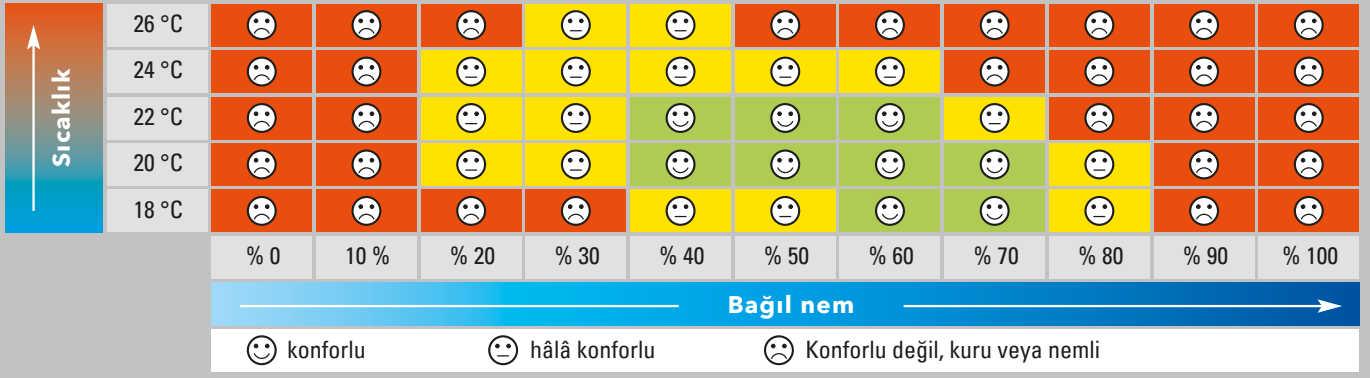 Sıcaklık
26 °C
24 °C
22 °C
20 °C
18 °C
% 0 10 % % 20 % 30 % 40 % 50 % 60 % 70 % 80 % 90 % 100
Bağıl nem
konforlu hâlâ konforlu Konforlu değil, kuru veya nemli